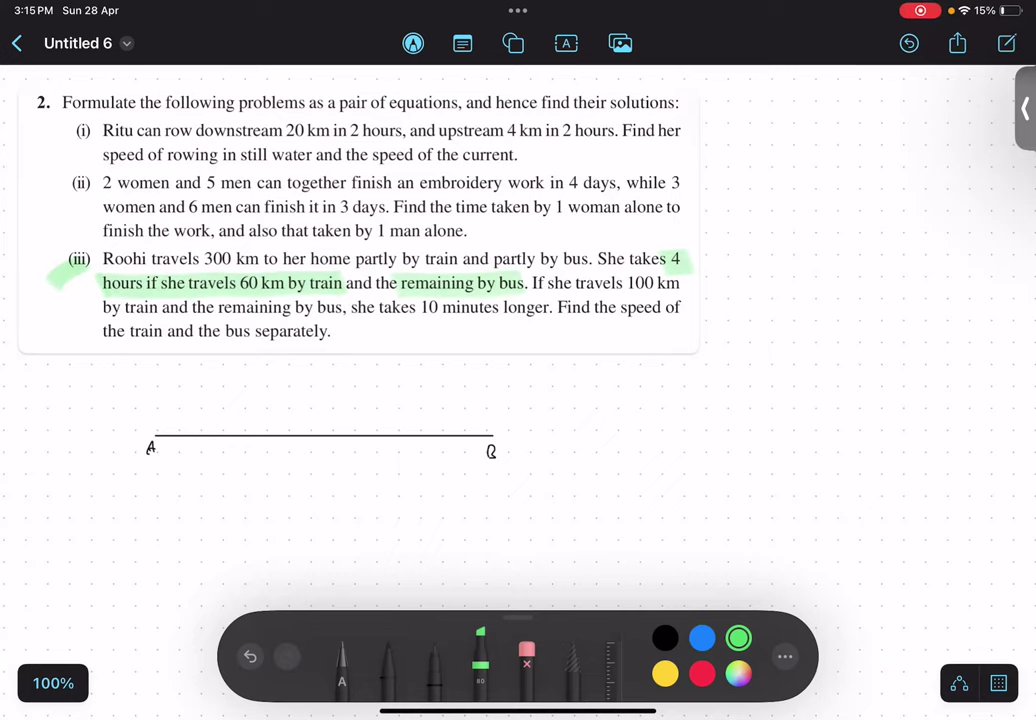 3:15 PM Sun 28 Apr
15%
Untitled 6
A
2. Formulate the following problems as a pair of equations, and hence find their solutions:
(i) Ritu can row downstream 20 km in 2 hours, and upstream 4 km in 2 hours. Find her
speed of rowing in still water and the speed of the current.
(ii) 2 women and 5 men can together finish an embroidery work in 4 days, while 3
women and 6 men can finish it in 3 days. Find the time taken by 1 woman alone to
finish the work, and also that taken by 1 man alone.
(iii) Roohi travels 300 km to her home partly by train and partly by bus. She takes 4
hours if she travels 60 km by train and the remaining by bus. If she travels 100 km
by train and the remaining by bus, she takes 10 minutes longer. Find the speed of
the train and the bus separately.
A B
A
80
100%